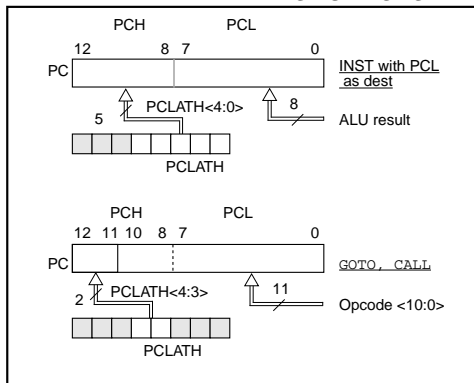 PCH PCL
12 8 7 0
PC INST with PCL
as dest
PCLATH<4:0>
5 8
ALU result
PCLATH
PCH PCL
12 11 10 8 7 0
PC GOTO, CALL
PCLATH<4:3>
2 11
Opcode <10:0>
PCLATH